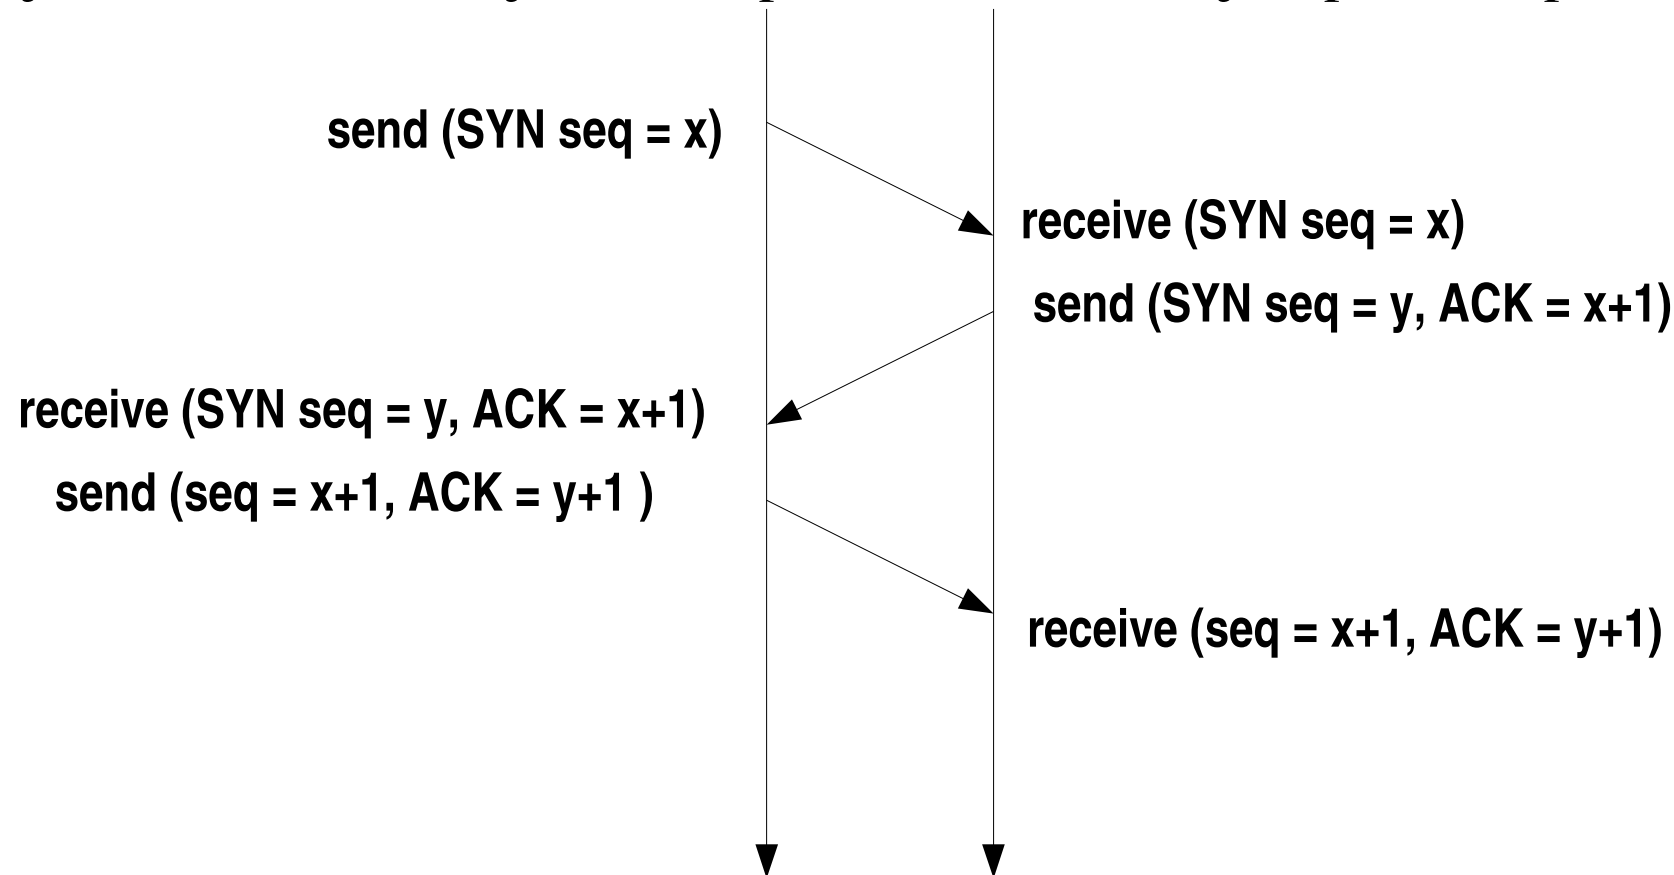 send (SYN seq = x)
receive (SYN seq = x)
send (SYN seq = y, ACK = x+1)
receive (SYN seq = y, ACK = x+1)
send (seq = x+1, ACK = y+1 )
receive (seq = x+1, ACK = y+1)